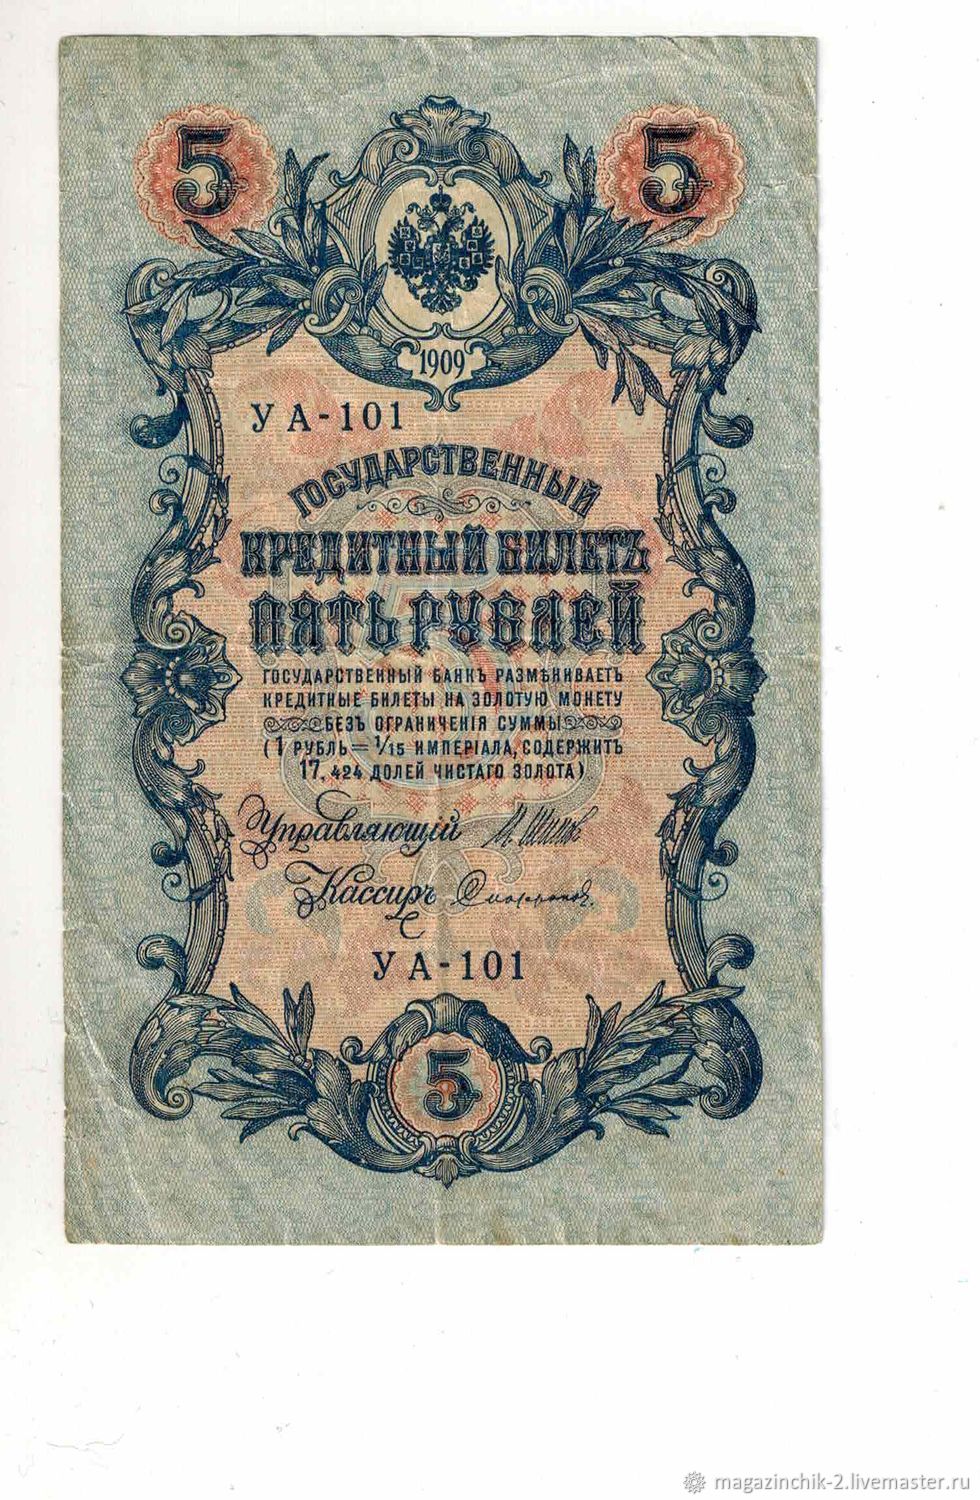 5 5
1909
УА-101
ГОСУДАРСТВЕННЫЙ
КРЕДИТНЫЙ БИЛЕТЪ
ПЯТЬ РУБЛЕЙ
ГОСУДАРСТВЕННЫЙ БАНКЪ РАЗМѢНИВАЕТЪ
КРЕДИТНЫЕ БИЛЕТЫ НА ЗОЛОТУЮ МОНЕТУ
БЕЗЪ ОГРАНИЧЕНІЯ СУММЫ
(1 РУБЛЬ = 1/15 ИМПЕРІАЛА, СОДЕРЖИТЪ
17,424 ДОЛЕЙ ЧИСТАГО ЗОЛОТА)
Управляющій
Кассиръ
УА-101
5
magazinchik-2.livemaster.ru